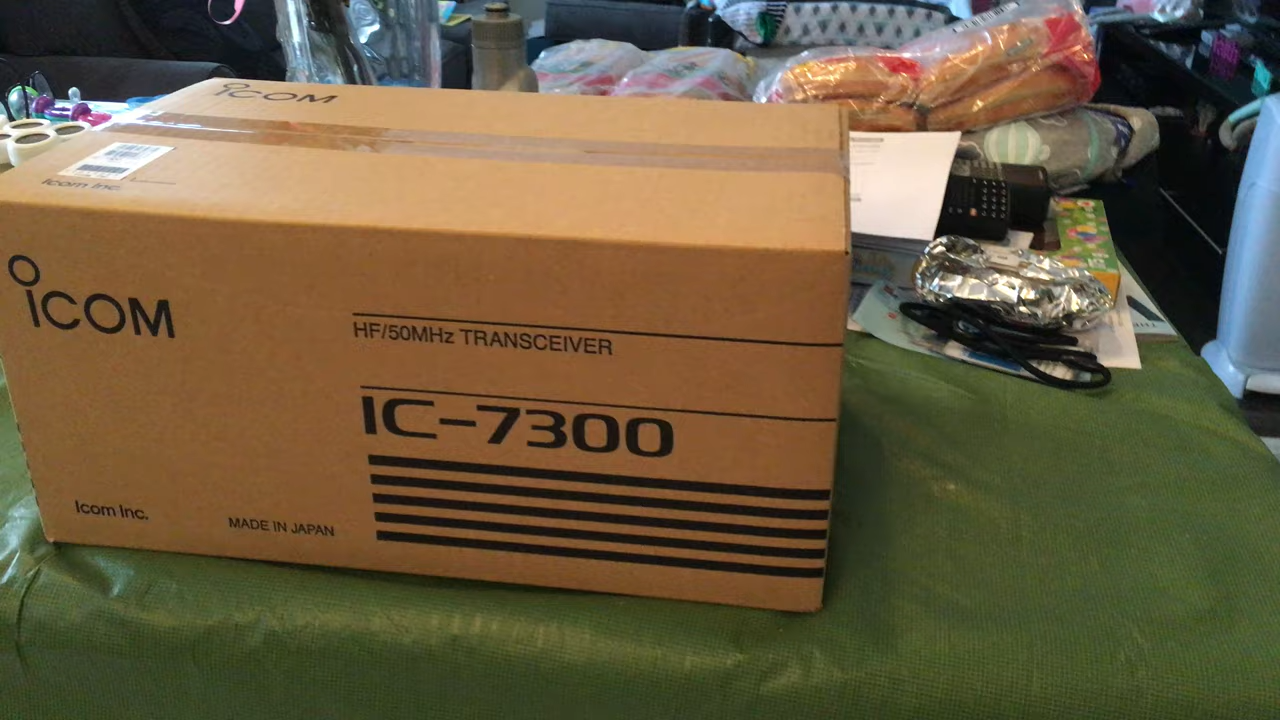 ICOM
Icom Inc.
ICOM
HF/50MHz TRANSCEIVER
IC-7300
Icom Inc.
MADE IN JAPAN